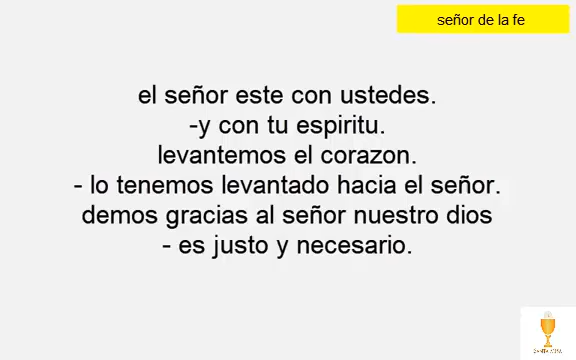 señor de la fe
el señor este con ustedes.
-y con tu espiritu.
levantemos el corazon.
- lo tenemos levantado hacia el señor.
demos gracias al señor nuestro dios
- es justo y necesario.